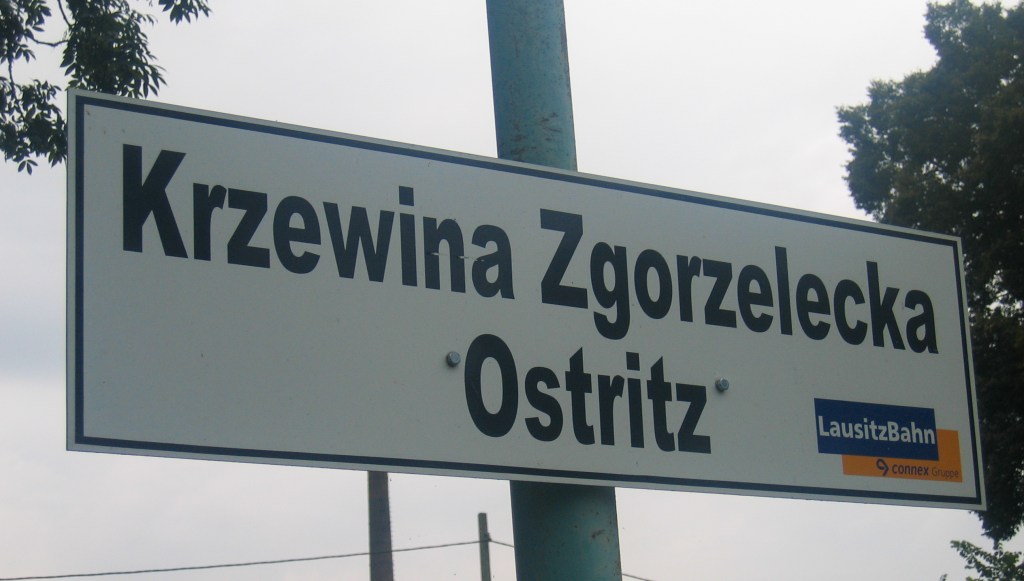 Krzewina Zgorzelecka
Ostritz
LausitzBahn
connex Gruppe